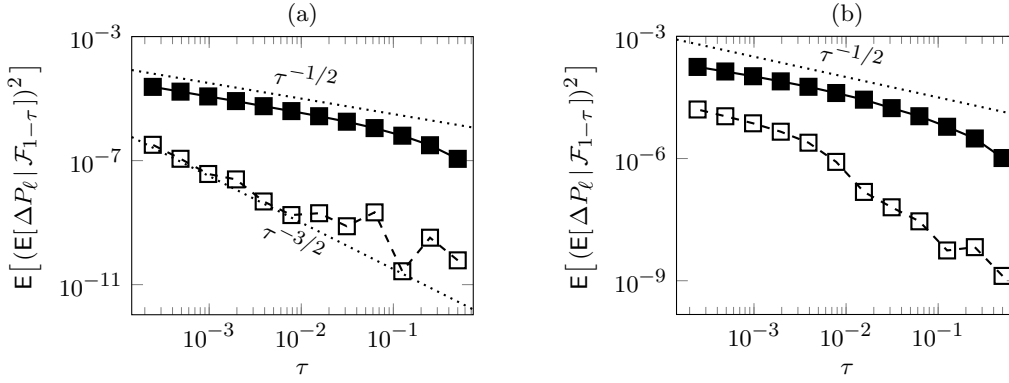 (a)
10^{-3}
10^{-7}
10^{-11}
E[(E[ΔP_ℓ | F_{1−τ}])^2]
τ^{-1/2}
τ^{-3/2}
10^{-3} 10^{-2} 10^{-1}
τ
(b)
10^{-3}
10^{-6}
10^{-9}
E[(E[ΔP_ℓ | F_{1−τ}])^2]
τ^{-1/2}
10^{-3} 10^{-2} 10^{-1}
τ